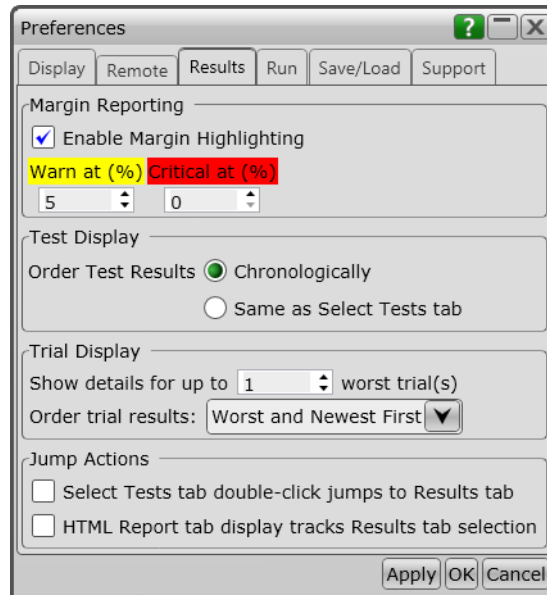 Preferences ?
Display Remote Results Run Save/Load Support
Margin Reporting
Enable Margin Highlighting
Warn at (%) Critical at (%)
5 0
Test Display
Order Test Results Chronologically
Same as Select Tests tab
Trial Display
Show details for up to 1 worst trial(s)
Order trial results: Worst and Newest First
Jump Actions
Select Tests tab double-click jumps to Results tab
HTML Report tab display tracks Results tab selection
Apply OK Cancel